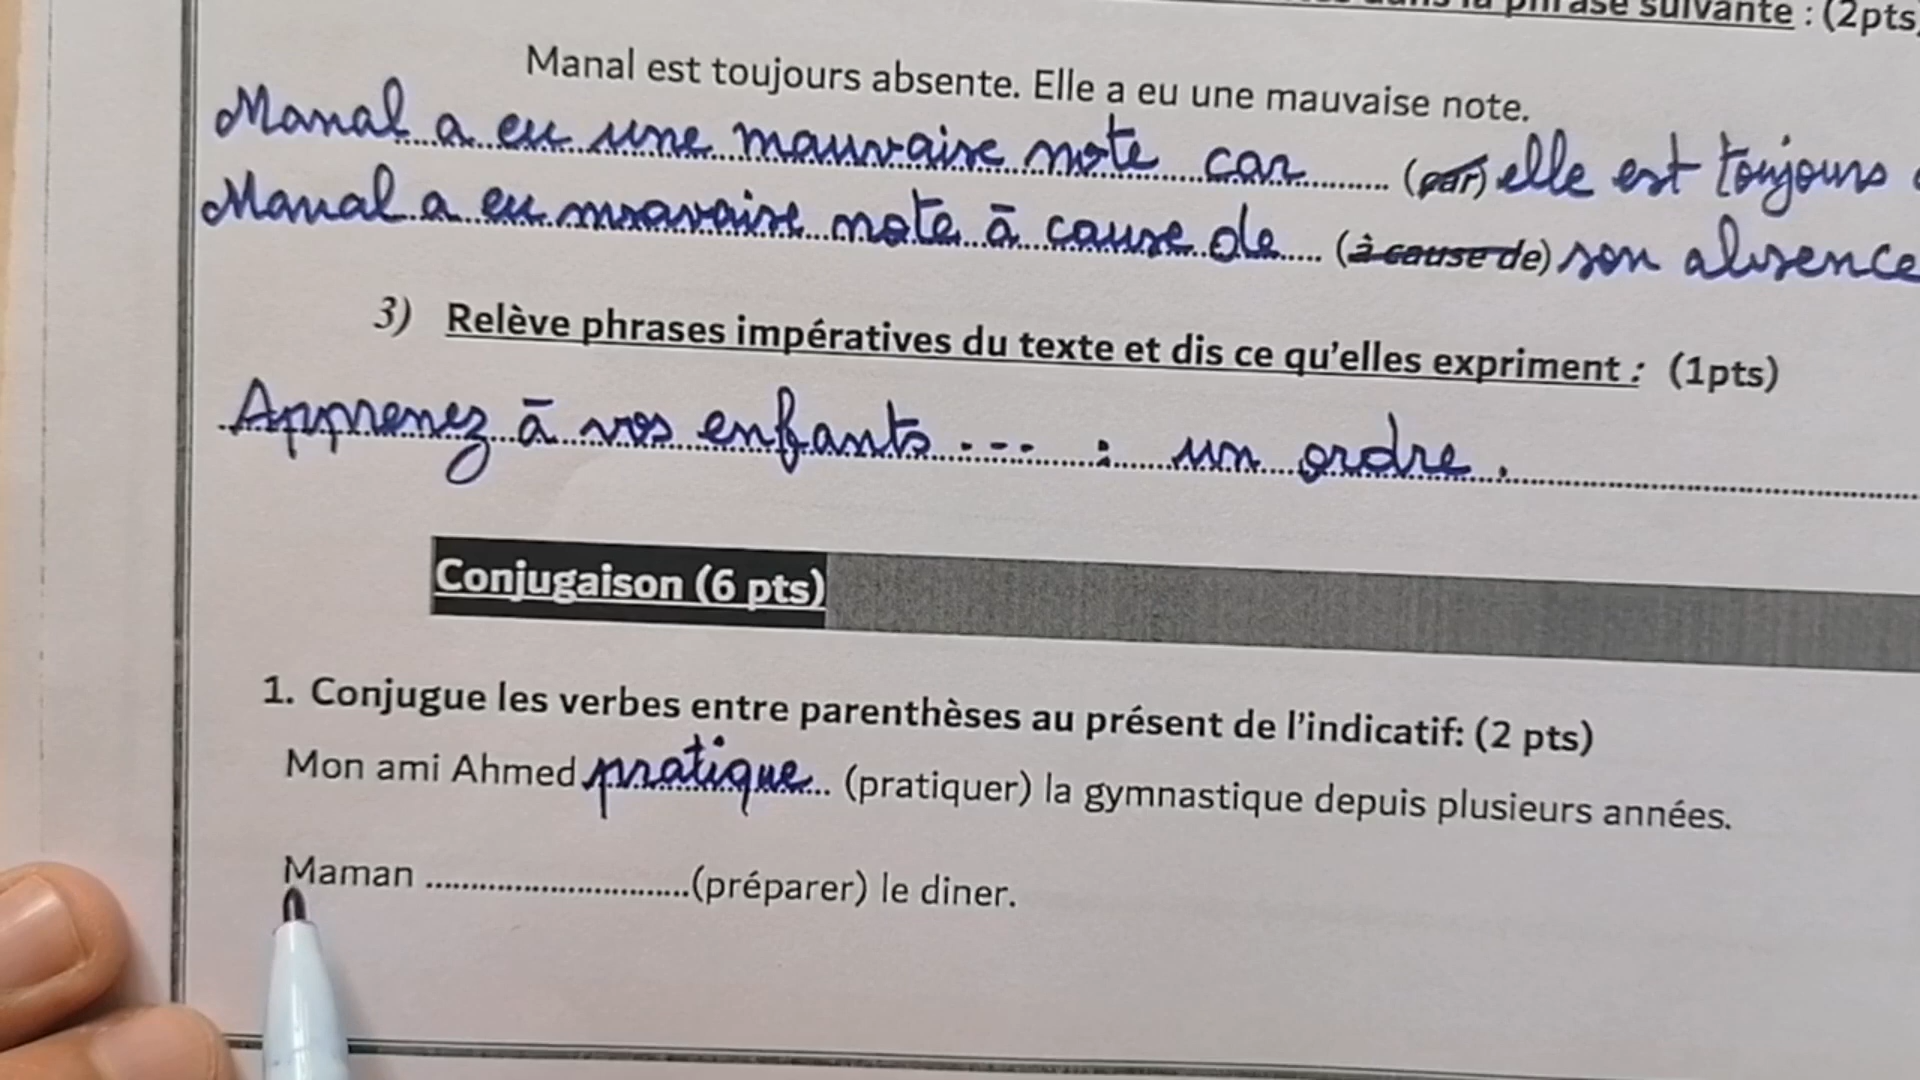 la phrase suivante : (2pts)
Manal est toujours absente. Elle a eu une mauvaise note.
Manal a eu une mauvaise note car ........ (par) elle est toujours
Manal a eu mauvaise note à cause de ..... (à cause de) son absence
3) Relève phrases impératives du texte et dis ce qu'elles expriment : (1pts)
Apprenez à vos enfants .... : un ordre.
Conjugaison (6 pts)
1. Conjugue les verbes entre parenthèses au présent de l'indicatif: (2 pts)
Mon ami Ahmed pratique .. (pratiquer) la gymnastique depuis plusieurs années.
Maman ..............................(préparer) le diner.